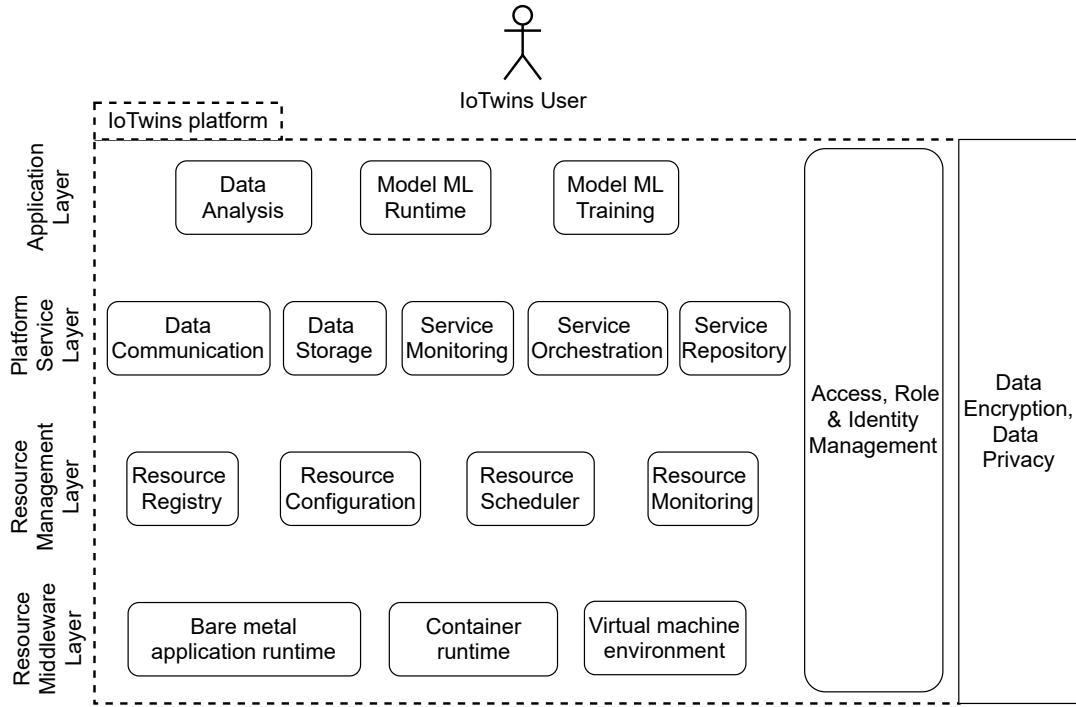 IoTwins User
IoTwins platform
Application
Layer
Data
Analysis
Model ML
Runtime
Model ML
Training
Platform
Service
Layer
Data
Communication
Data
Storage
Service
Monitoring
Service
Orchestration
Service
Repository
Access, Role
& Identity
Management
Data
Encryption,
Data
Privacy
Resource
Management
Layer
Resource
Registry
Resource
Configuration
Resource
Scheduler
Resource
Monitoring
Resource
Middleware
Layer
Bare metal
application runtime
Container
runtime
Virtual machine
environment